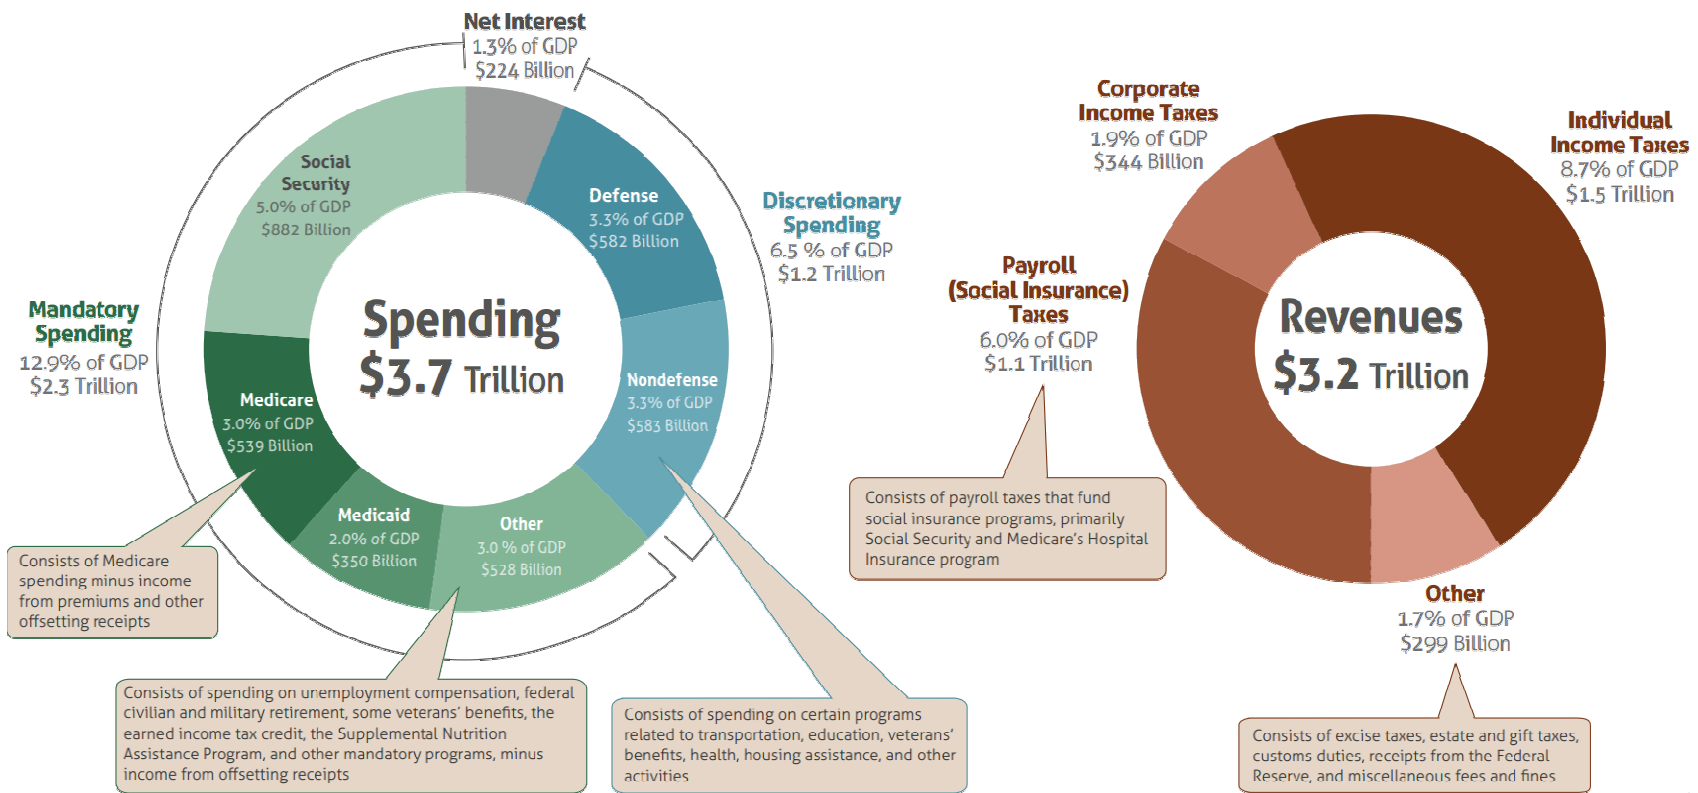 Net Interest
1.3% of GDP
$224 Billion
Social
Security
5.0% of GDP
$882 Billion
Defense
3.3% of GDP
$582 Billion
Discretionary
Spending
6.5 % of GDP
$1.2 Trillion
Mandatory
Spending
12.9% of GDP
$2.3 Trillion
Spending
$3.7 Trillion
Medicare
3.0% of GDP
$539 Billion
Nondefense
3.3% of GDP
$583 Billion
Medicaid
2.0% of GDP
$350 Billion
Other
3.0 % of GDP
$528 Billion
Consists of Medicare
spending minus income
from premiums and other
offsetting receipts
Consists of spending on unemployment compensation, federal
civilian and military retirement, some veterans' benefits, the
earned income tax credit, the Supplemental Nutrition
Assistance Program, and other mandatory programs, minus
income from offsetting receipts
Consists of spending on certain programs
related to transportation, education, veterans'
benefits, health, housing assistance, and other
activities
Corporate
Income Taxes
1.9% of GDP
$344 Billion
Individual
Income Taxes
8.7% of GDP
$1.5 Trillion
Payroll
(Social Insurance)
Taxes
6.0% of GDP
$1.1 Trillion
Revenues
$3.2 Trillion
Consists of payroll taxes that fund
social insurance programs, primarily
Social Security and Medicare's Hospital
Insurance program
Other
1.7% of GDP
$299 Billion
Consists of excise taxes, estate and gift taxes,
customs duties, receipts from the Federal
Reserve, and miscellaneous fees and fines